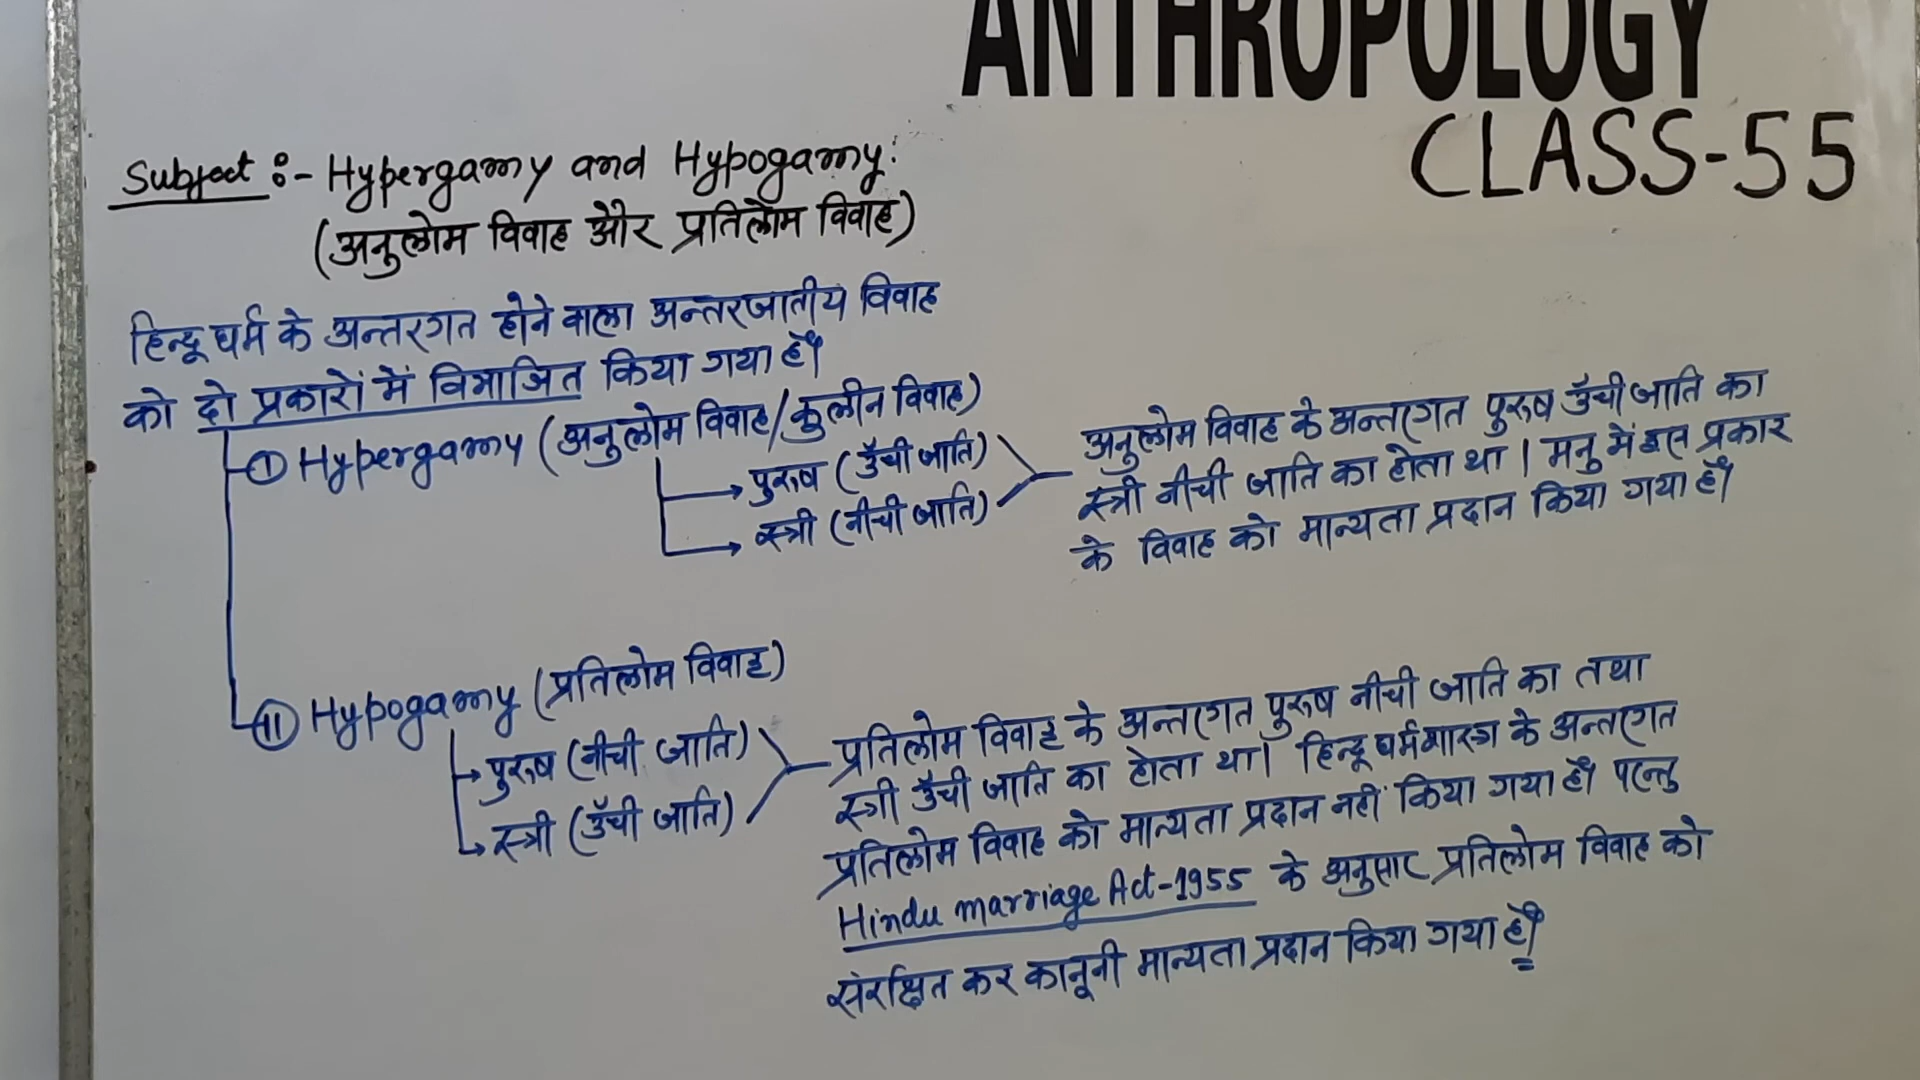 ANTHROPOLOGY
CLASS-55
Subject :- Hypergamy and Hypogamy:
(अनुलोम विवाह और प्रतिलोम विवाह)
हिन्दू धर्म के अन्तरगत होने वाला अन्तरजातीय विवाह
को दो प्रकारों में विभाजित किया गया है।
(I) Hypergamy (अनुलोम विवाह/कुलीन विवाह)
पुरुष (उँची जाति)
स्त्री (नीची जाति)
अनुलोम विवाह के अन्तरगत पुरुष उँची जाति का
स्त्री नीची जाति का होता था। मनु में इस प्रकार
के विवाह को मान्यता प्रदान किया गया है।
(II) Hypogamy (प्रतिलोम विवाह)
पुरुष (नीची जाति)
स्त्री (उँची जाति)
प्रतिलोम विवाह के अन्तरगत पुरुष नीची जाति का तथा
स्त्री उँची जाति का होता था। हिन्दू धर्मशास्त्र के अन्तरगत
प्रतिलोम विवाह को मान्यता प्रदान नहीं किया गया है। परन्तु
Hindu marriage Act-1955 के अनुसार प्रतिलोम विवाह को
संरक्षित कर कानूनी मान्यता प्रदान किया गया है।